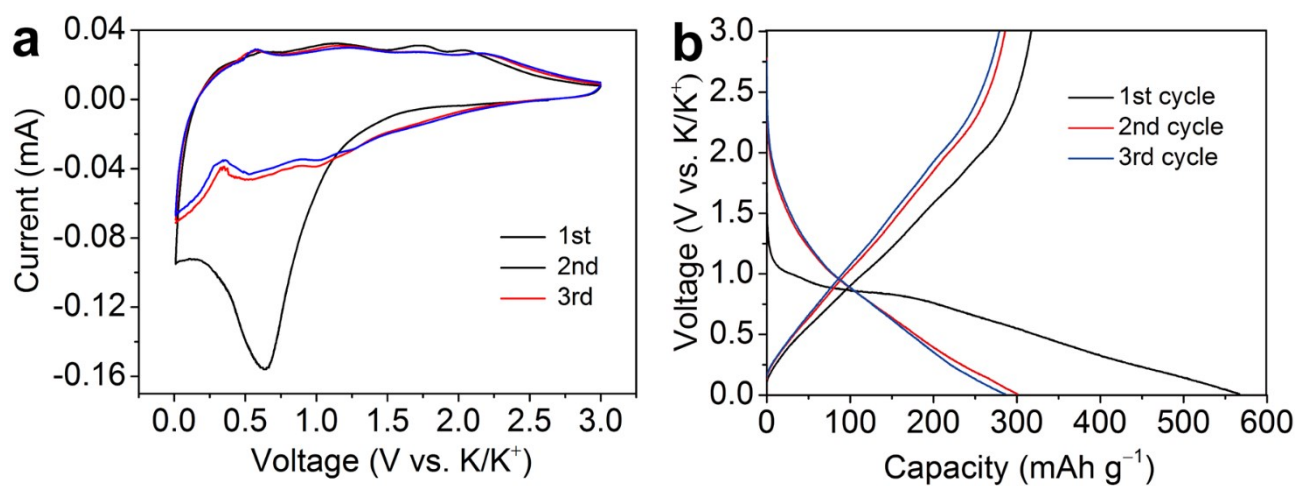 a
0.04
0.00
-0.04
-0.08
-0.12
-0.16
Current (mA)
1st
2nd
3rd
0.0 0.5 1.0 1.5 2.0 2.5 3.0
Voltage (V vs. K/K⁺)
b
3.0
2.5
2.0
1.5
1.0
0.5
0.0
Voltage (V vs. K/K⁺)
1st cycle
2nd cycle
3rd cycle
0 100 200 300 400 500 600
Capacity (mAh g⁻¹)